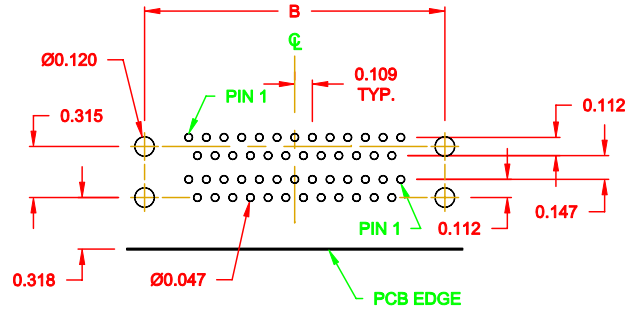 B
℄
Ø0.120
0.109
TYP.
PIN 1
0.315
0.112
0.147
0.112
PIN 1
0.318
Ø0.047
PCB EDGE